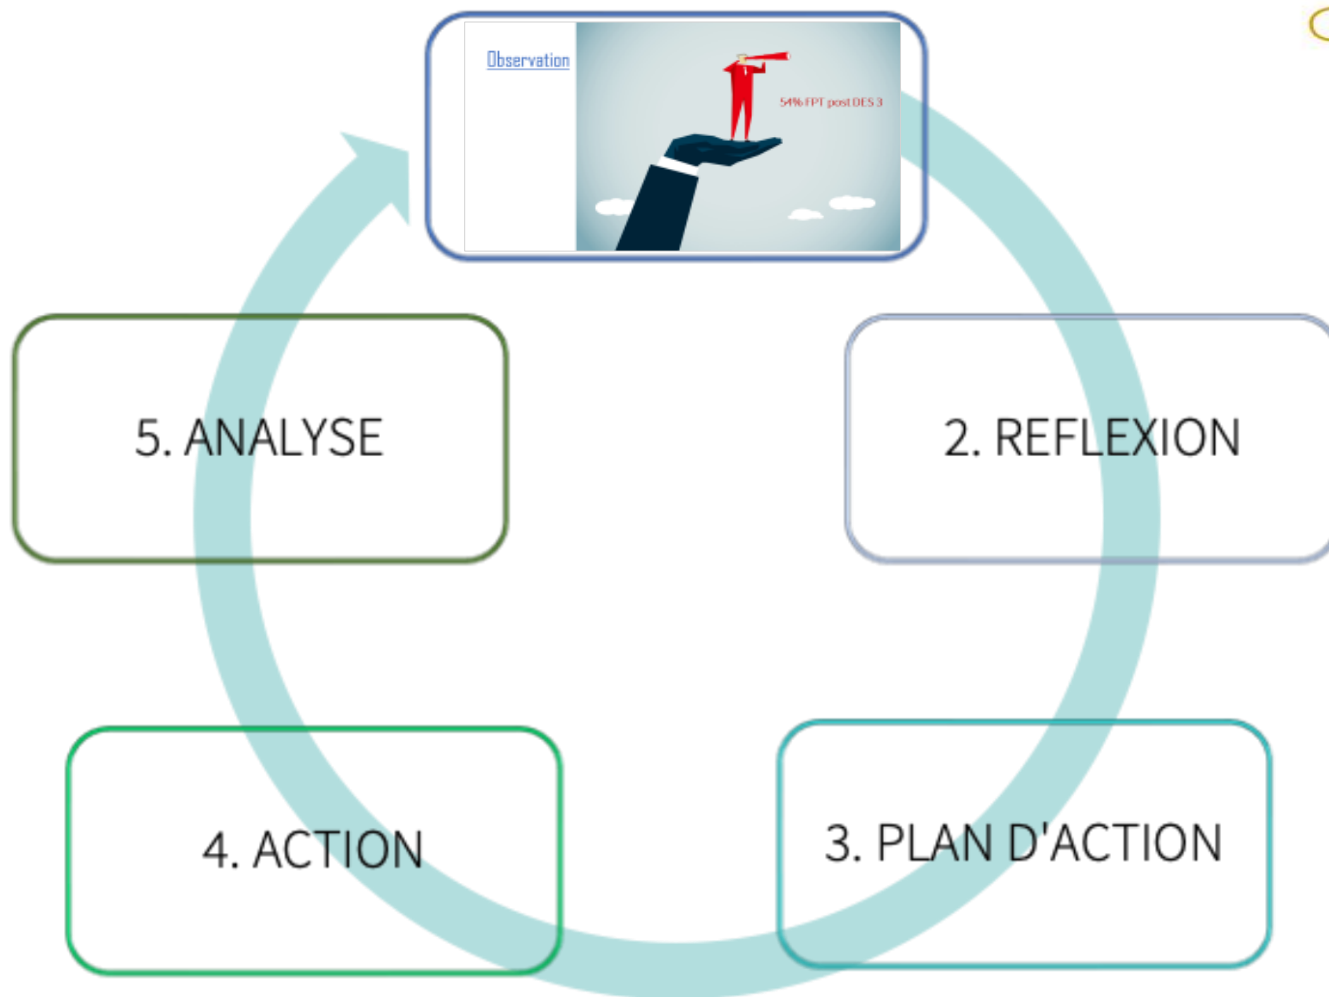 Observation
54% FPT post DES 3
5. ANALYSE
2. REFLEXION
4. ACTION
3. PLAN D'ACTION